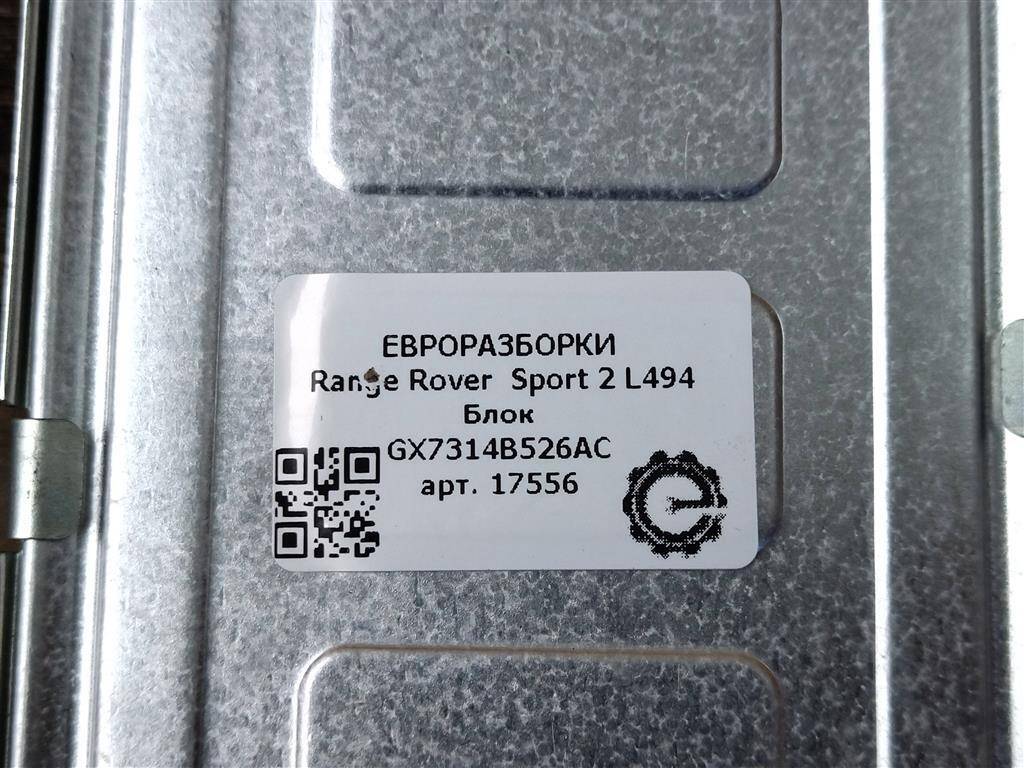 ЕВРОРАЗБОРКИ
Range Rover Sport 2 L494
Блок
GX7314B526AC
арт. 17556